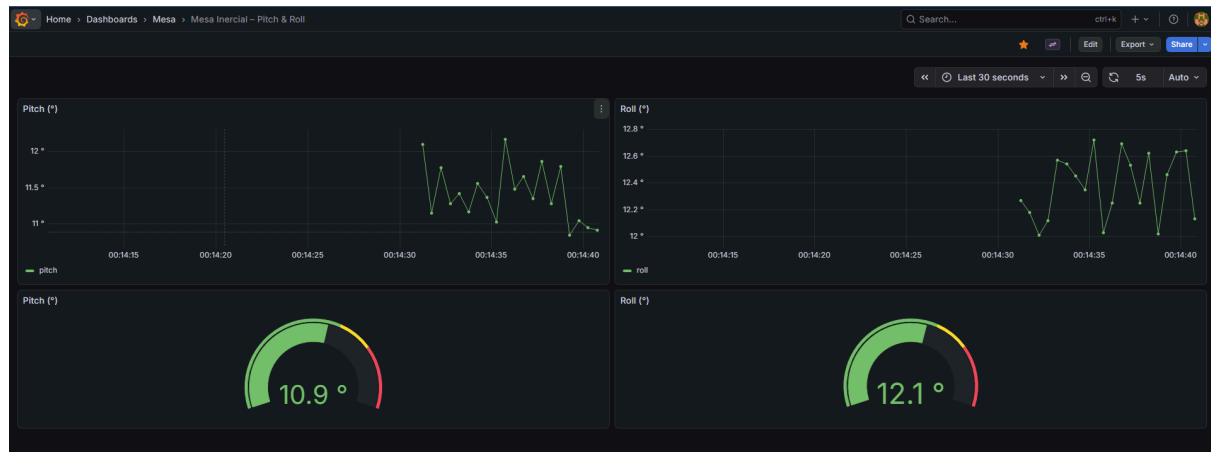 Home › Dashboards › Mesa › Mesa Inercial – Pitch & Roll
Search...
ctrl+k
Edit
Export
Share
Last 30 seconds
5s
Auto
Pitch (°)
12 °
11.5 °
11 °
00:14:15 00:14:20 00:14:25 00:14:30 00:14:35 00:14:40
pitch
Roll (°)
12.8 °
12.6 °
12.4 °
12.2 °
12 °
00:14:15 00:14:20 00:14:25 00:14:30 00:14:35 00:14:40
roll
Pitch (°)
10.9 °
Roll (°)
12.1 °